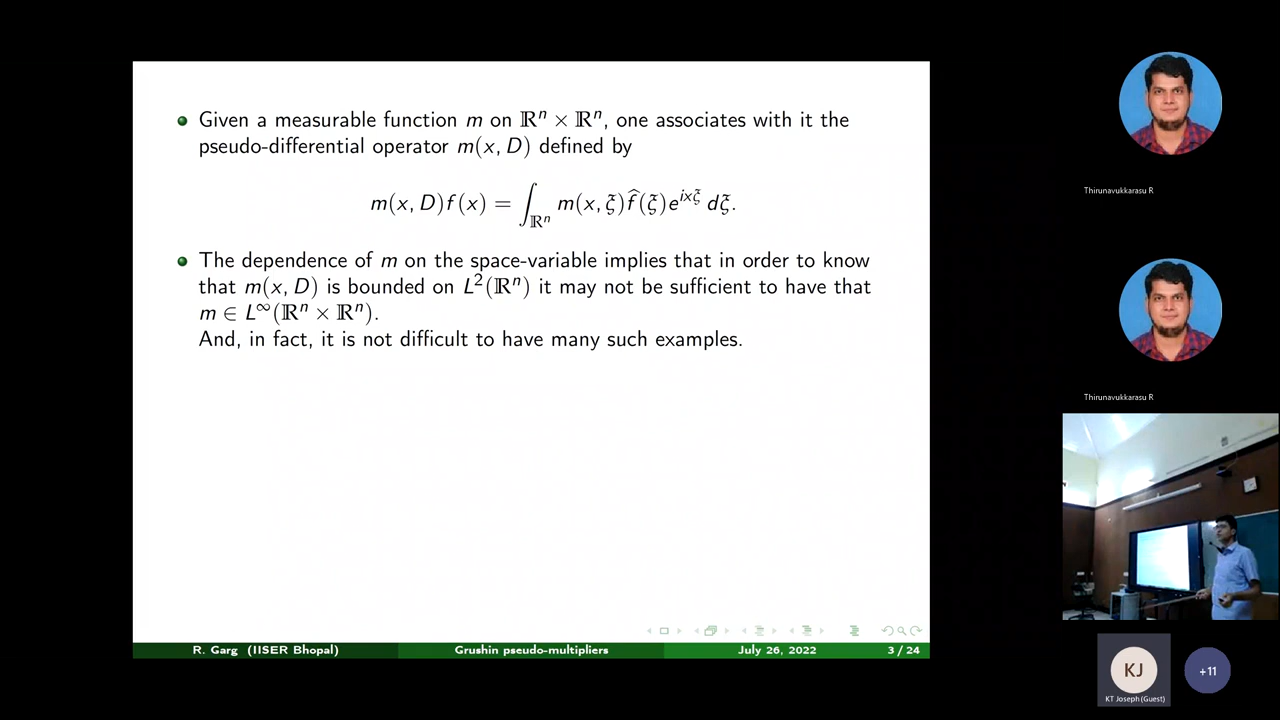 Given a measurable function m on ℝⁿ × ℝⁿ, one associates with it the
pseudo-differential operator m(x, D) defined by
m(x, D)f(x) = ∫_{ℝⁿ} m(x, ξ)f̂(ξ)e^{ixξ} dξ.
The dependence of m on the space-variable implies that in order to know
that m(x, D) is bounded on L²(ℝⁿ) it may not be sufficient to have that
m ∈ L^∞(ℝⁿ × ℝⁿ).
And, in fact, it is not difficult to have many such examples.
R. Garg (IISER Bhopal) Grushin pseudo-multipliers July 26, 2022 3 / 24
Thirunavukkarasu R
Thirunavukkarasu R
KJ +11
KT Joseph (Guest)